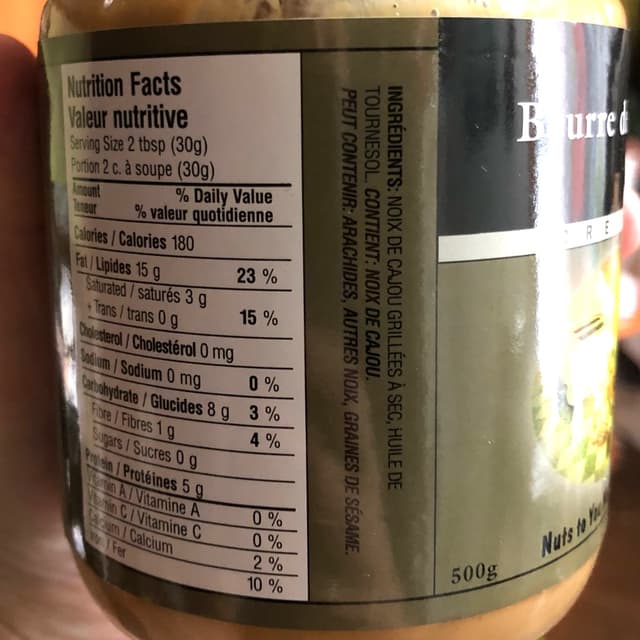 Nutrition Facts
Valeur nutritive
Serving Size 2 tbsp (30g)
Portion 2 c. à soupe (30g)
Amount
Teneur
% Daily Value
% valeur quotidienne
Calories / Calories 180
Fat / Lipides 15 g 23 %
Saturated / saturés 3 g
+ Trans / trans 0 g 15 %
Cholesterol / Cholestérol 0 mg
Sodium / Sodium 0 mg 0 %
Carbohydrate / Glucides 8 g 3 %
Fibre / Fibres 1 g 4 %
Sugars / Sucres 0 g
Protein / Protéines 5 g
Vitamin A / Vitamine A 0 %
Vitamin C / Vitamine C 0 %
Calcium / Calcium 2 %
Iron / Fer 10 %
INGRÉDIENTS: NOIX DE CAJOU GRILLÉES À SEC, HUILE DE
TOURNESOL. CONTIENT: NOIX DE CAJOU.
PEUT CONTENIR: ARACHIDES, AUTRES NOIX, GRAINES DE SÉSAME.
Beurre d
R E
Nuts to You
500g